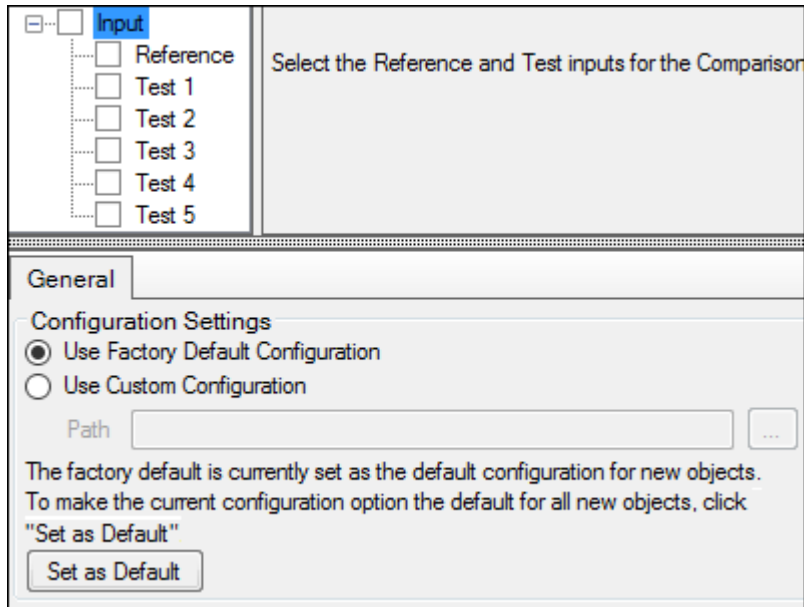 Input
Reference
Test 1
Test 2
Test 3
Test 4
Test 5
Select the Reference and Test inputs for the Comparison
General
Configuration Settings
Use Factory Default Configuration
Use Custom Configuration
Path
...
The factory default is currently set as the default configuration for new objects.
To make the current configuration option the default for all new objects, click
"Set as Default"
Set as Default